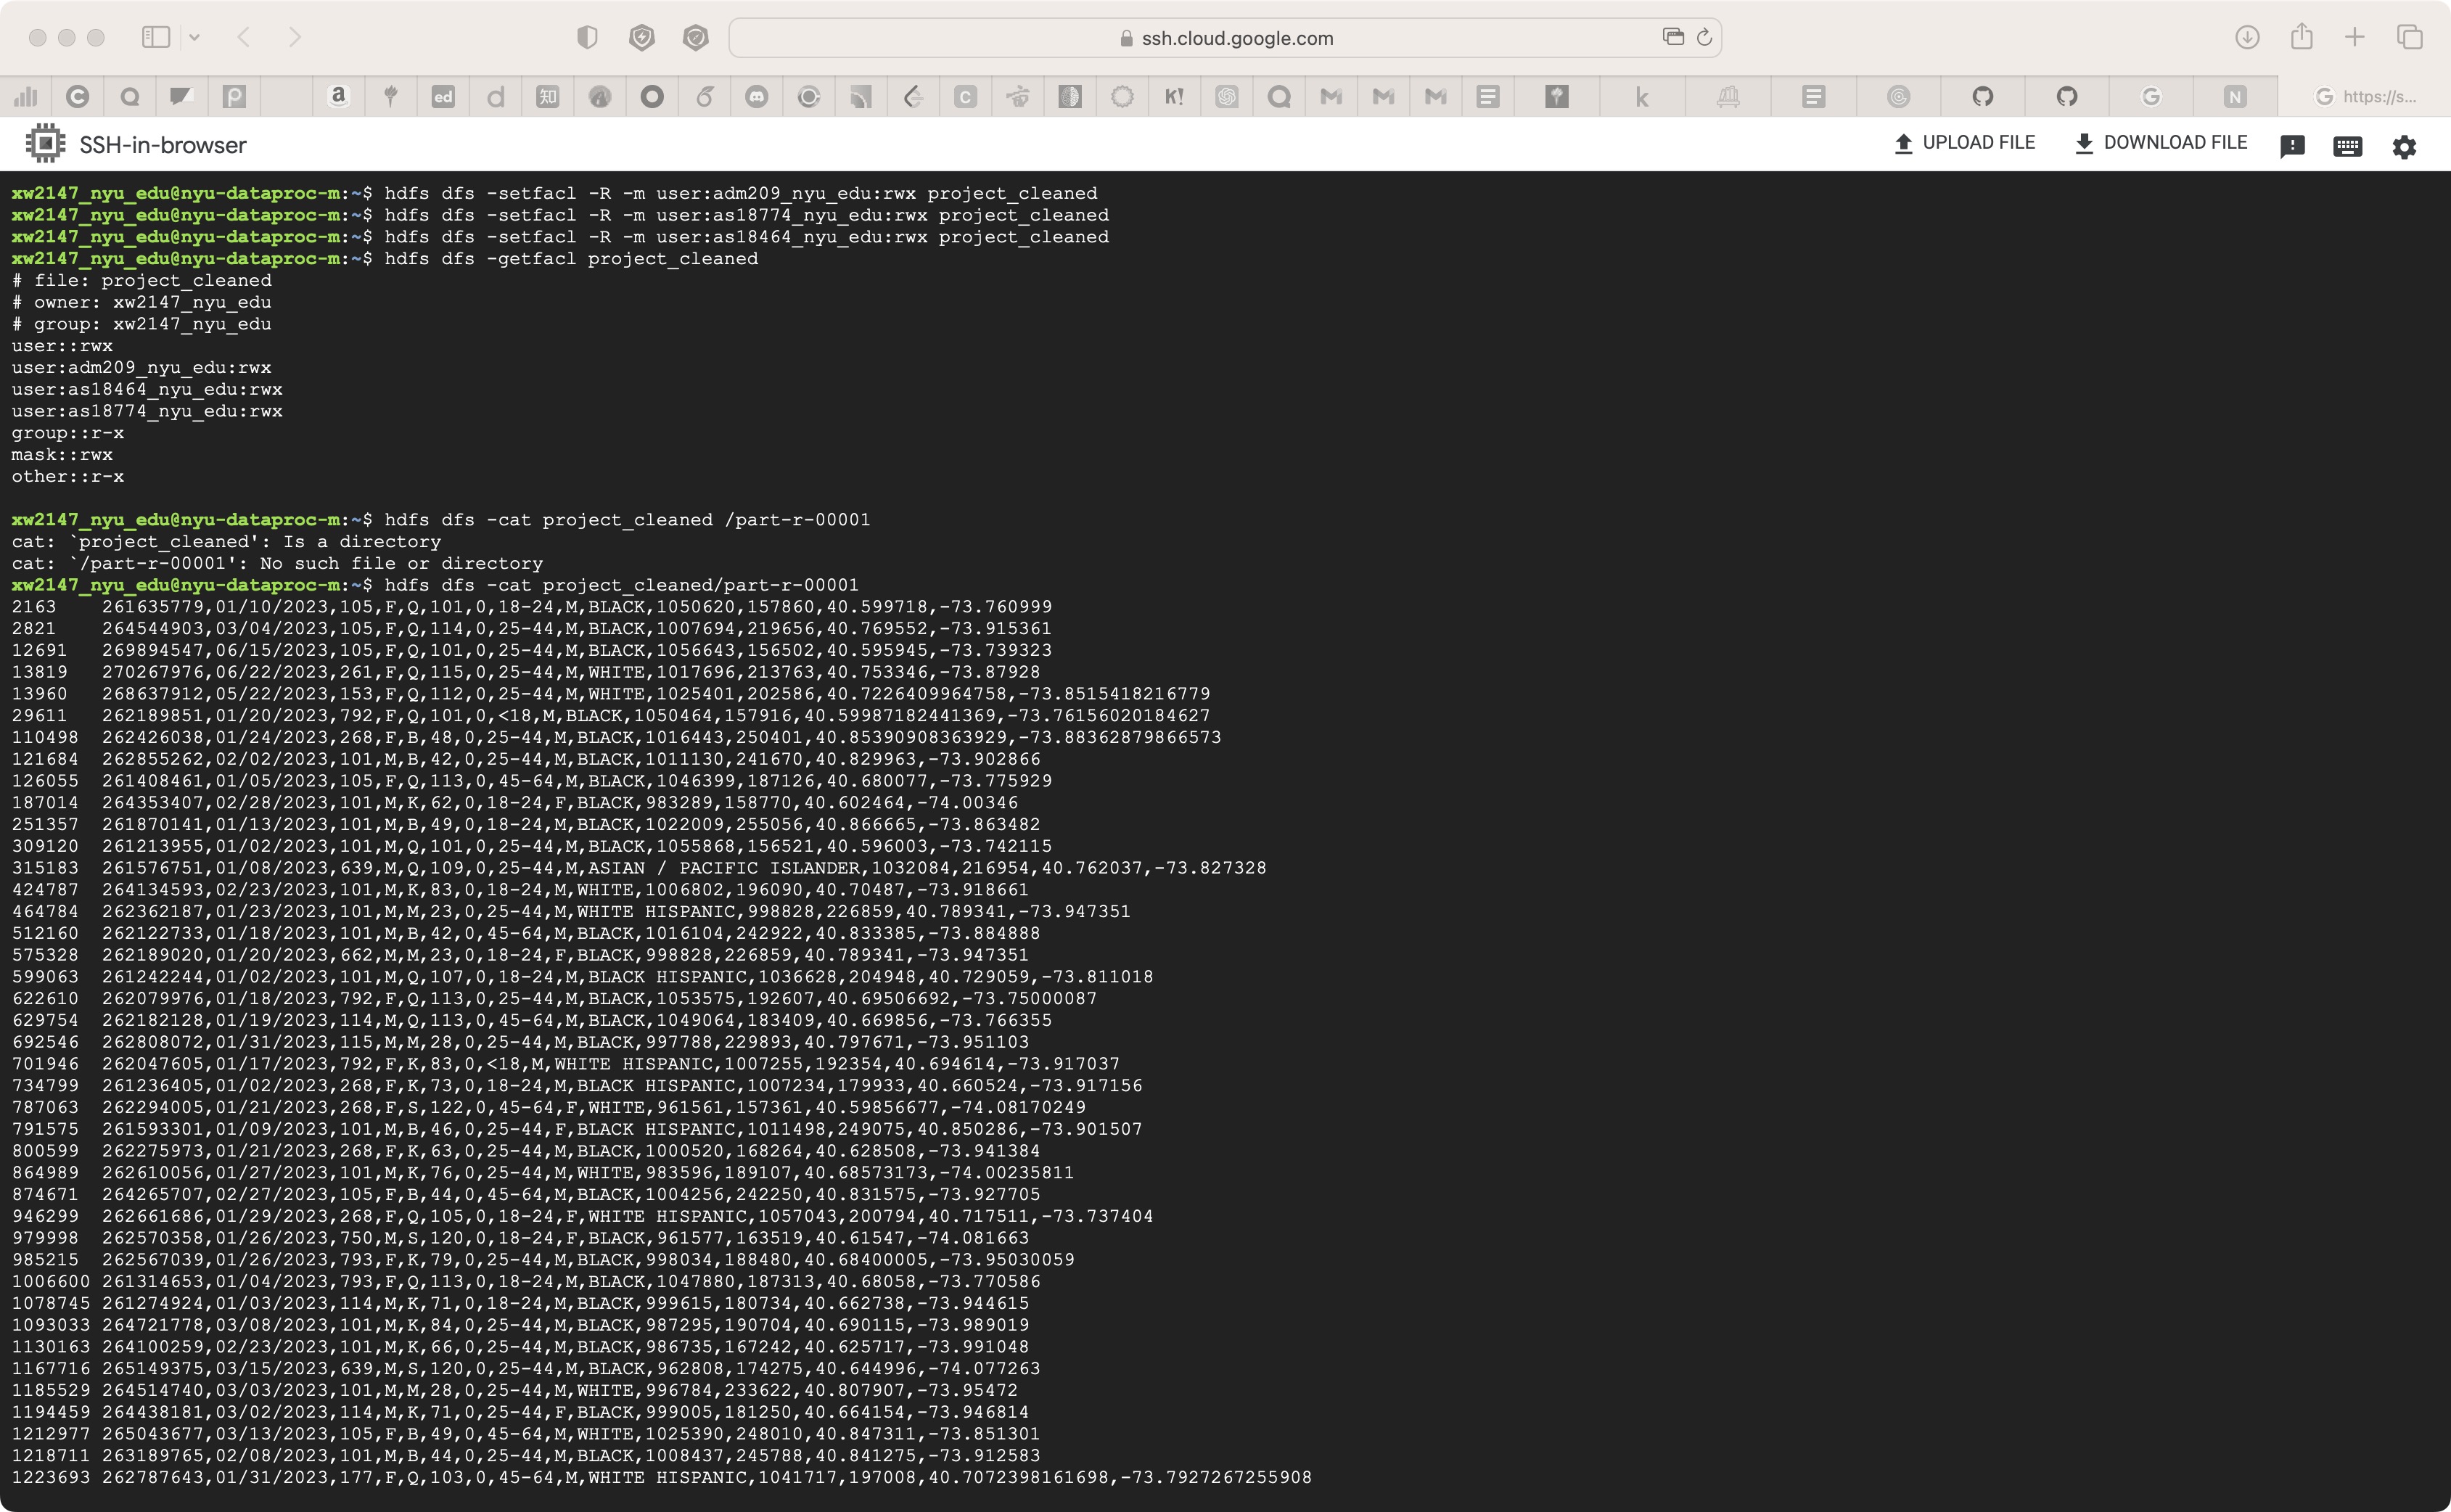 ssh.cloud.google.com
a ed d 知 C K! k G N G https://s...
SSH-in-browser
UPLOAD FILE DOWNLOAD FILE
xw2147_nyu_edu@nyu-dataproc-m:~$ hdfs dfs -setfacl -R -m user:adm209_nyu_edu:rwx project_cleaned
xw2147_nyu_edu@nyu-dataproc-m:~$ hdfs dfs -setfacl -R -m user:as18774_nyu_edu:rwx project_cleaned
xw2147_nyu_edu@nyu-dataproc-m:~$ hdfs dfs -setfacl -R -m user:as18464_nyu_edu:rwx project_cleaned
xw2147_nyu_edu@nyu-dataproc-m:~$ hdfs dfs -getfacl project_cleaned
# file: project_cleaned
# owner: xw2147_nyu_edu
# group: xw2147_nyu_edu
user::rwx
user:adm209_nyu_edu:rwx
user:as18464_nyu_edu:rwx
user:as18774_nyu_edu:rwx
group::r-x
mask::rwx
other::r-x
xw2147_nyu_edu@nyu-dataproc-m:~$ hdfs dfs -cat project_cleaned /part-r-00001
cat: `project_cleaned': Is a directory
cat: `/part-r-00001': No such file or directory
xw2147_nyu_edu@nyu-dataproc-m:~$ hdfs dfs -cat project_cleaned/part-r-00001
2163 261635779,01/10/2023,105,F,Q,101,0,18-24,M,BLACK,1050620,157860,40.599718,-73.760999
2821 264544903,03/04/2023,105,F,Q,114,0,25-44,M,BLACK,1007694,219656,40.769552,-73.915361
12691 269894547,06/15/2023,105,F,Q,101,0,25-44,M,BLACK,1056643,156502,40.595945,-73.739323
13819 270267976,06/22/2023,261,F,Q,115,0,25-44,M,WHITE,1017696,213763,40.753346,-73.87928
13960 268637912,05/22/2023,153,F,Q,112,0,25-44,M,WHITE,1025401,202586,40.7226409964758,-73.8515418216779
29611 262189851,01/20/2023,792,F,Q,101,0,<18,M,BLACK,1050464,157916,40.59987182441369,-73.76156020184627
110498 262426038,01/24/2023,268,F,B,48,0,25-44,M,BLACK,1016443,250401,40.85390908363929,-73.88362879866573
121684 262855262,02/02/2023,101,M,B,42,0,25-44,M,BLACK,1011130,241670,40.829963,-73.902866
126055 261408461,01/05/2023,105,F,Q,113,0,45-64,M,BLACK,1046399,187126,40.680077,-73.775929
187014 264353407,02/28/2023,101,M,K,62,0,18-24,F,BLACK,983289,158770,40.602464,-74.00346
251357 261870141,01/13/2023,101,M,B,49,0,18-24,M,BLACK,1022009,255056,40.866665,-73.863482
309120 261213955,01/02/2023,101,M,Q,101,0,25-44,M,BLACK,1055868,156521,40.596003,-73.742115
315183 261576751,01/08/2023,639,M,Q,109,0,25-44,M,ASIAN / PACIFIC ISLANDER,1032084,216954,40.762037,-73.827328
424787 264134593,02/23/2023,101,M,K,83,0,18-24,M,WHITE,1006802,196090,40.70487,-73.918661
464784 262362187,01/23/2023,101,M,M,23,0,25-44,M,WHITE HISPANIC,998828,226859,40.789341,-73.947351
512160 262122733,01/18/2023,101,M,B,42,0,45-64,M,BLACK,1016104,242922,40.833385,-73.884888
575328 262189020,01/20/2023,662,M,M,23,0,18-24,F,BLACK,998828,226859,40.789341,-73.947351
599063 261242244,01/02/2023,101,M,Q,107,0,18-24,M,BLACK HISPANIC,1036628,204948,40.729059,-73.811018
622610 262079976,01/18/2023,792,F,Q,113,0,25-44,M,BLACK,1053575,192607,40.69506692,-73.75000087
629754 262182128,01/19/2023,114,M,Q,113,0,45-64,M,BLACK,1049064,183409,40.669856,-73.766355
692546 262808072,01/31/2023,115,M,M,28,0,25-44,M,BLACK,997788,229893,40.797671,-73.951103
701946 262047605,01/17/2023,792,F,K,83,0,<18,M,WHITE HISPANIC,1007255,192354,40.694614,-73.917037
734799 261236405,01/02/2023,268,F,K,73,0,18-24,M,BLACK HISPANIC,1007234,179933,40.660524,-73.917156
787063 262294005,01/21/2023,268,F,S,122,0,45-64,F,WHITE,961561,157361,40.59856677,-74.08170249
791575 261593301,01/09/2023,101,M,B,46,0,25-44,F,BLACK HISPANIC,1011498,249075,40.850286,-73.901507
800599 262275973,01/21/2023,268,F,K,63,0,25-44,M,BLACK,1000520,168264,40.628508,-73.941384
864989 262610056,01/27/2023,101,M,K,76,0,25-44,M,WHITE,983596,189107,40.68573173,-74.00235811
874671 264265707,02/27/2023,105,F,B,44,0,45-64,M,BLACK,1004256,242250,40.831575,-73.927705
946299 262661686,01/29/2023,268,F,Q,105,0,18-24,F,WHITE HISPANIC,1057043,200794,40.717511,-73.737404
979998 262570358,01/26/2023,750,M,S,120,0,18-24,F,BLACK,961577,163519,40.61547,-74.081663
985215 262567039,01/26/2023,793,F,K,79,0,25-44,M,BLACK,998034,188480,40.68400005,-73.95030059
1006600 261314653,01/04/2023,793,F,Q,113,0,18-24,M,BLACK,1047880,187313,40.68058,-73.770586
1078745 261274924,01/03/2023,114,M,K,71,0,18-24,M,BLACK,999615,180734,40.662738,-73.944615
1093033 264721778,03/08/2023,101,M,K,84,0,25-44,M,BLACK,987295,190704,40.690115,-73.989019
1130163 264100259,02/23/2023,101,M,K,66,0,25-44,M,BLACK,986735,167242,40.625717,-73.991048
1167716 265149375,03/15/2023,639,M,S,120,0,25-44,M,BLACK,962808,174275,40.644996,-74.077263
1185529 264514740,03/03/2023,101,M,M,28,0,25-44,M,WHITE,996784,233622,40.807907,-73.95472
1194459 264438181,03/02/2023,114,M,K,71,0,25-44,F,BLACK,999005,181250,40.664154,-73.946814
1212977 265043677,03/13/2023,105,F,B,49,0,45-64,M,WHITE,1025390,248010,40.847311,-73.851301
1218711 263189765,02/08/2023,101,M,B,44,0,25-44,M,BLACK,1008437,245788,40.841275,-73.912583
1223693 262787643,01/31/2023,177,F,Q,103,0,45-64,M,WHITE HISPANIC,1041717,197008,40.7072398161698,-73.7927267255908